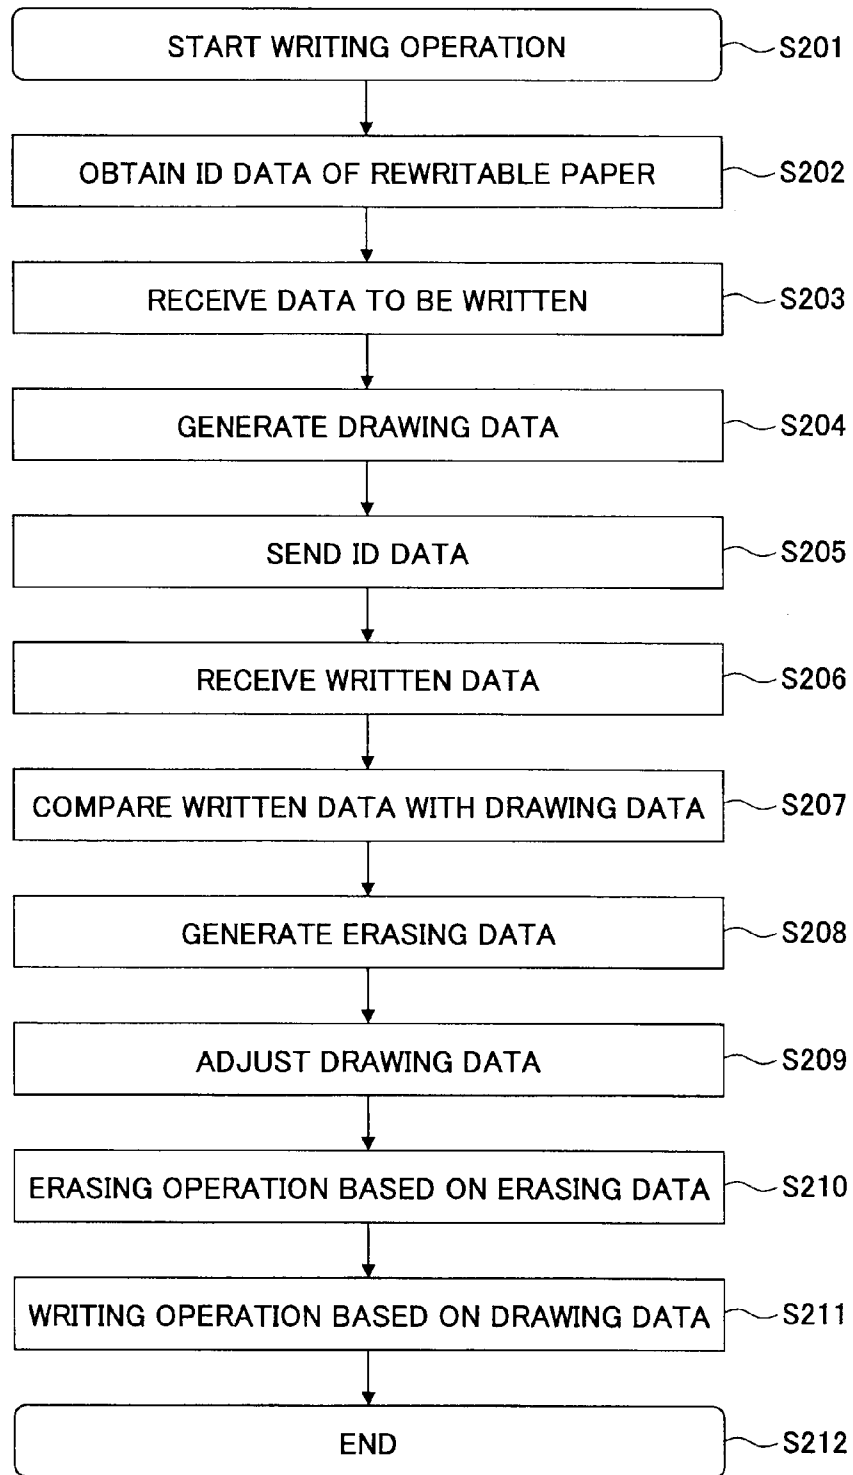 START WRITING OPERATION S201
OBTAIN ID DATA OF REWRITABLE PAPER S202
RECEIVE DATA TO BE WRITTEN S203
GENERATE DRAWING DATA S204
SEND ID DATA S205
RECEIVE WRITTEN DATA S206
COMPARE WRITTEN DATA WITH DRAWING DATA S207
GENERATE ERASING DATA S208
ADJUST DRAWING DATA S209
ERASING OPERATION BASED ON ERASING DATA S210
WRITING OPERATION BASED ON DRAWING DATA S211
END S212